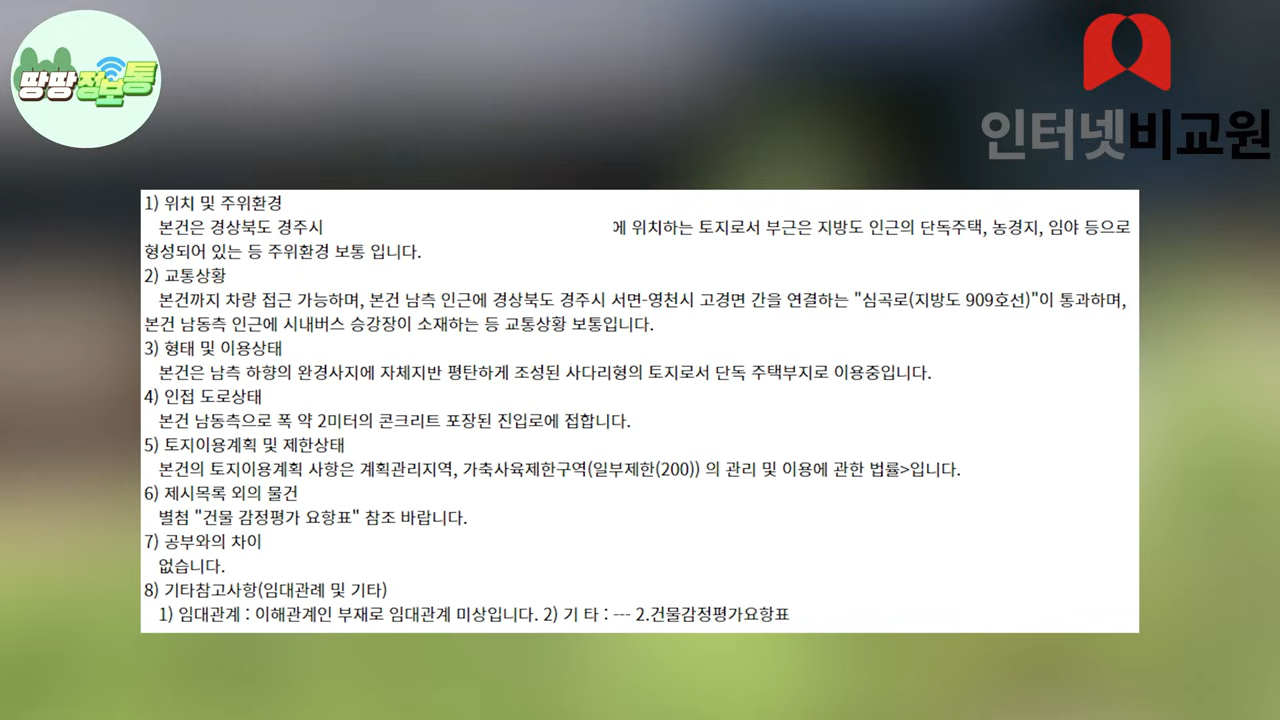 땅땅정보통
인터넷비교원
1) 위치 및 주위환경
본건은 경상북도 경주시 에 위치하는 토지로서 부근은 지방도 인근의 단독주택, 농경지, 임야 등으로
형성되어 있는 등 주위환경 보통 입니다.
2) 교통상황
본건까지 차량 접근 가능하며, 본건 남측 인근에 경상북도 경주시 서면-영천시 고경면 간을 연결하는 "심곡로(지방도 909호선)"이 통과하며,
본건 남동측 인근에 시내버스 승강장이 소재하는 등 교통상황 보통입니다.
3) 형태 및 이용상태
본건은 남측 하향의 완경사지에 자체지반 평탄하게 조성된 사다리형의 토지로서 단독 주택부지로 이용중입니다.
4) 인접 도로상태
본건 남동측으로 폭 약 2미터의 콘크리트 포장된 진입로에 접합니다.
5) 토지이용계획 및 제한상태
본건의 토지이용계획 사항은 계획관리지역, 가축사육제한구역(일부제한(200)) 의 관리 및 이용에 관한 법률>입니다.
6) 제시목록 외의 물건
별첨 "건물 감정평가 요항표" 참조 바랍니다.
7) 공부와의 차이
없습니다.
8) 기타참고사항(임대관례 및 기타)
1) 임대관계 : 이해관계인 부재로 임대관계 미상입니다. 2) 기 타 : --- 2.건물감정평가요항표